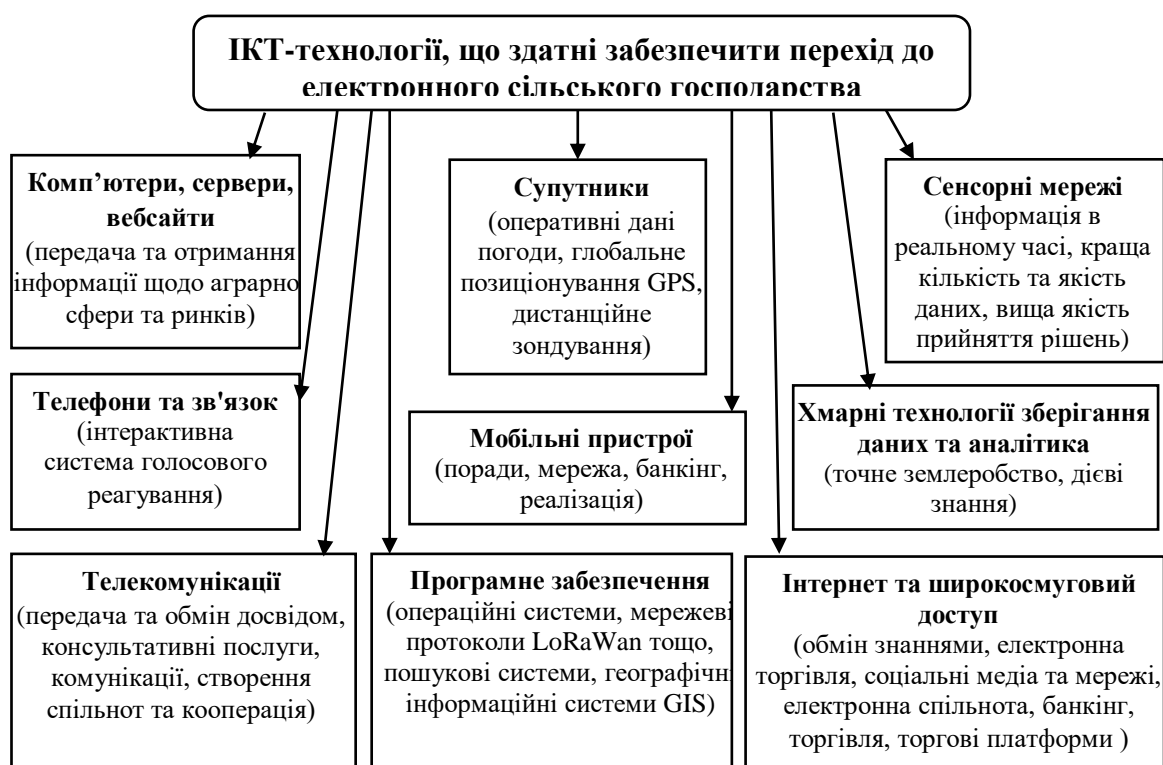 ІКТ-технології, що здатні забезпечити перехід до
електронного сільського господарства
Комп’ютери, сервери,
вебсайти
(передача та отримання
інформації щодо аграрно
сфери та ринків)
Супутники
(оперативні дані
погоди, глобальне
позиціонування GPS,
дистанційне
зондування)
Сенсорні мережі
(інформація в
реальному часі, краща
кількість та якість
даних, вища якість
прийняття рішень)
Телефони та зв'язок
(інтерактивна
система голосового
реагування)
Мобільні пристрої
(поради, мережа, банкінг,
реалізація)
Хмарні технології зберігання
даних та аналітика
(точне землеробство, дієві
знання)
Телекомунікації
(передача та обмін досвідом,
консультативні послуги,
комунікації, створення
спільнот та кооперація)
Програмне забезпечення
(операційні системи, мережеві
протоколи LoRaWan тощо,
пошукові системи, географічні
інформаційні системи GIS)
Інтернет та широкосмуговий
доступ
(обмін знаннями, електронна
торгівля, соціальні медіа та мережі,
електронна спільнота, банкінг,
торгівля, торгові платформи )